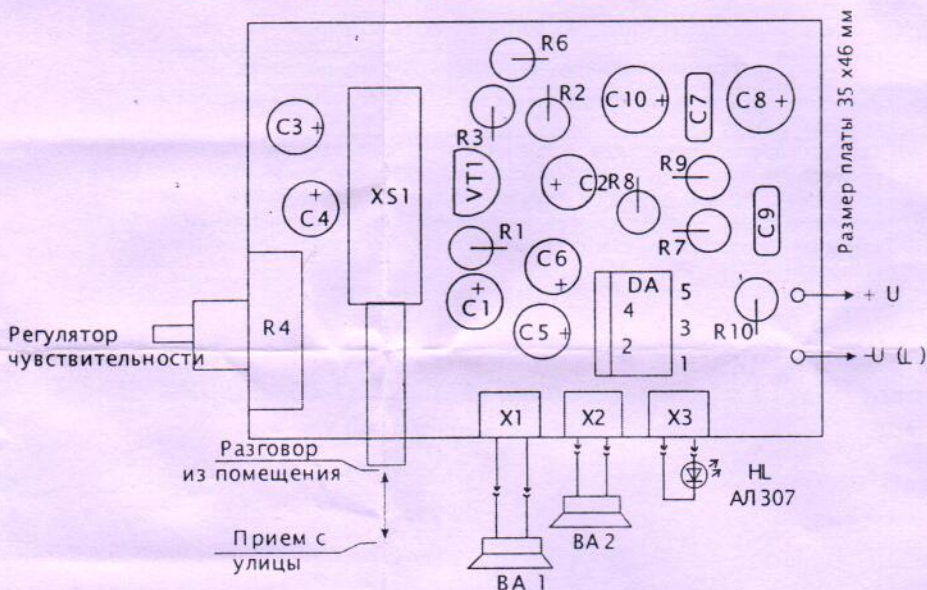 R6
C10 +
C7
C8 +
R2
C3 +
R3
XS1
VT1
+ C2
R8
R9
C4 +
R1
R7
C9
Размер платы 35 x46 мм
C6 +
C1 +
DA
5
4
3
2
1
R10
+ U
C5 +
R4
Регулятор
чувствительности
-U (L)
X1
X2
X3
Разговор
из помещения
HL
АЛ307
Прием с
улицы
BA 2
BA 1